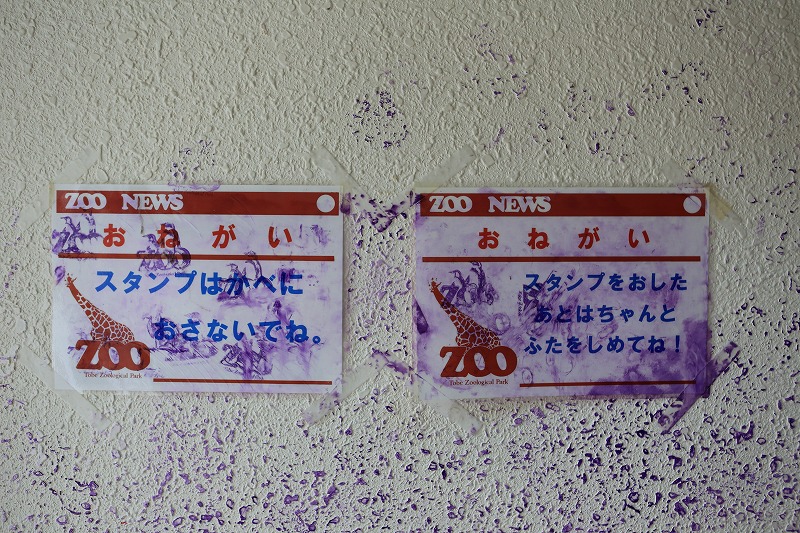 ZOO NEWS
おねがい
スタンプはかべに
おさないでね。
ZOO
Tobe Zoological Park
ZOO NEWS
おねがい
スタンプをおした
あとはちゃんと
ふたをしめてね！
ZOO
Tobe Zoological Park